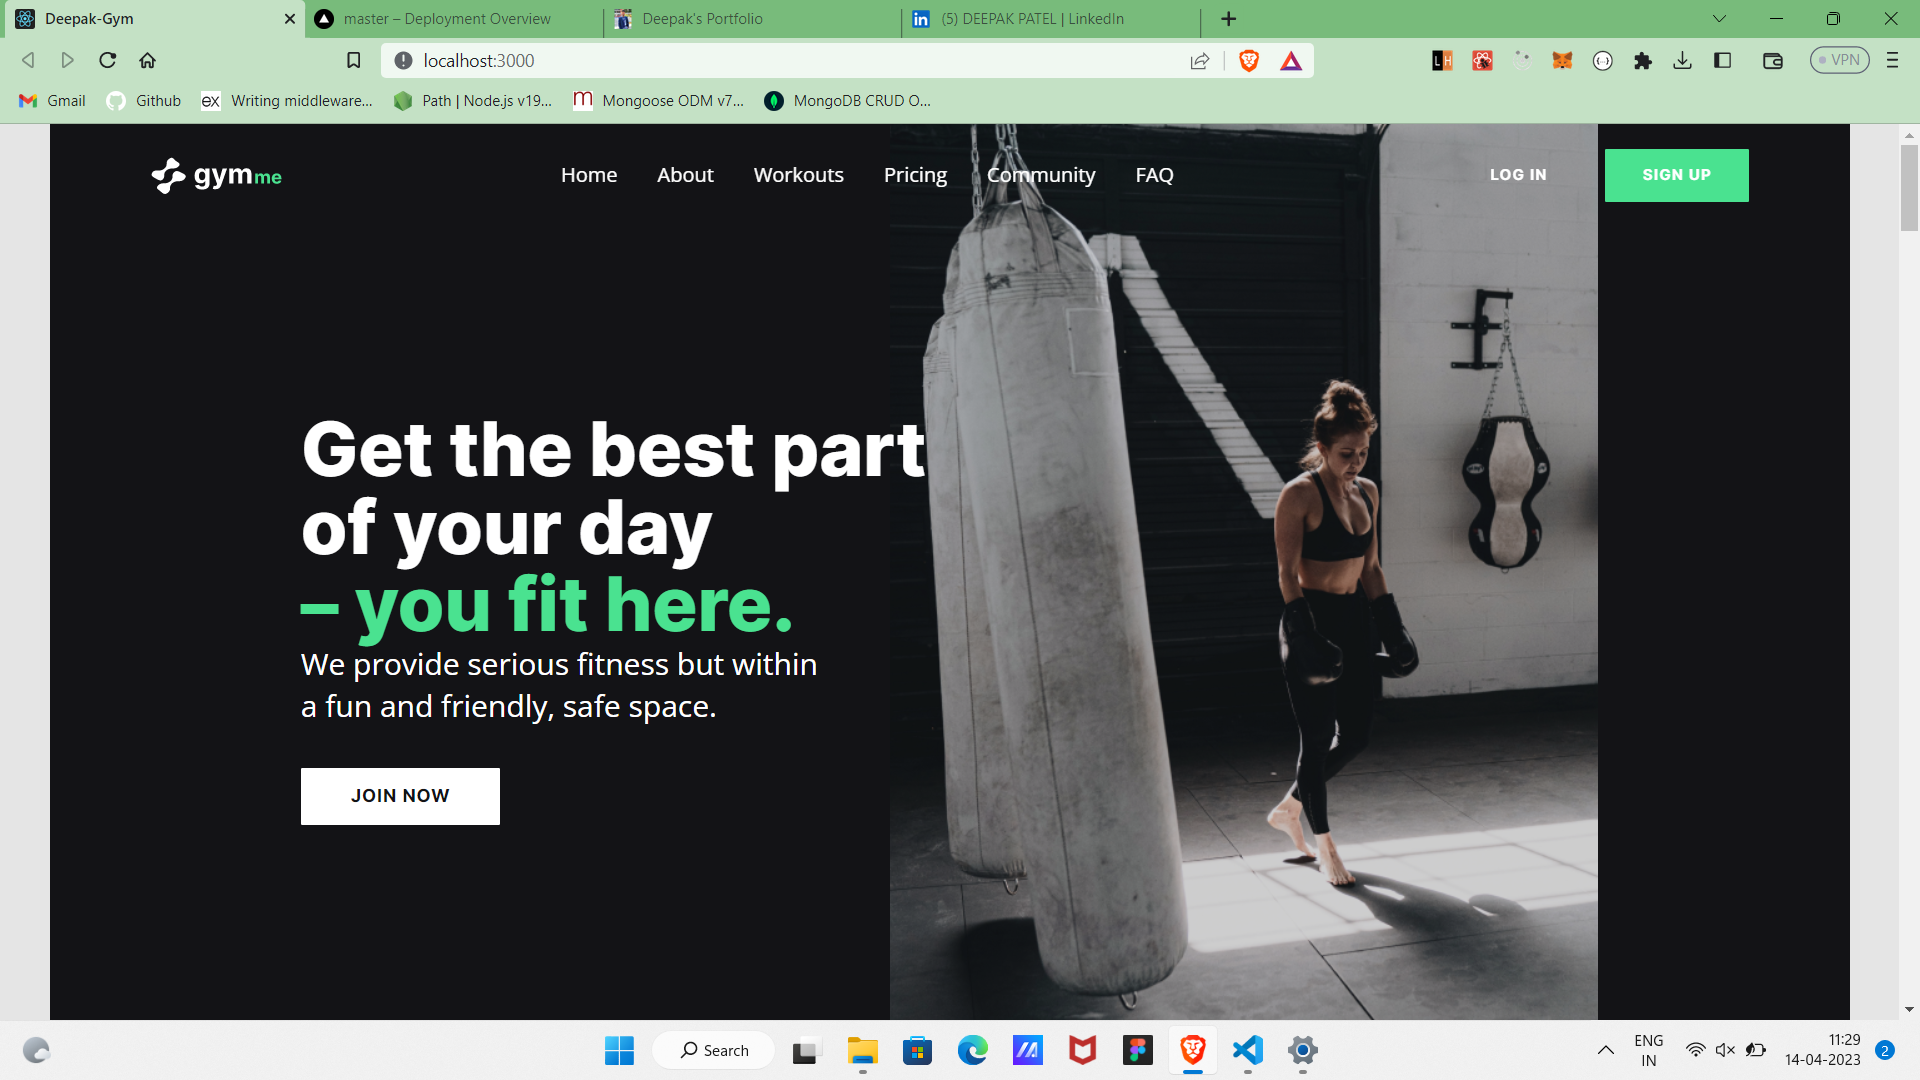 Deepak-Gym
master – Deployment Overview
Deepak's Portfolio
(5) DEEPAK PATEL | LinkedIn
localhost:3000
VPN
Gmail
Github
ex
Writing middleware...
Path | Node.js v19...
m
Mongoose ODM v7...
MongoDB CRUD O...
gymme
Home
About
Workouts
Pricing
Community
FAQ
LOG IN
SIGN UP
Get the best part
of your day
– you fit here.
We provide serious fitness but within
a fun and friendly, safe space.
JOIN NOW
Search
ENG
IN
11:29
14-04-2023
2